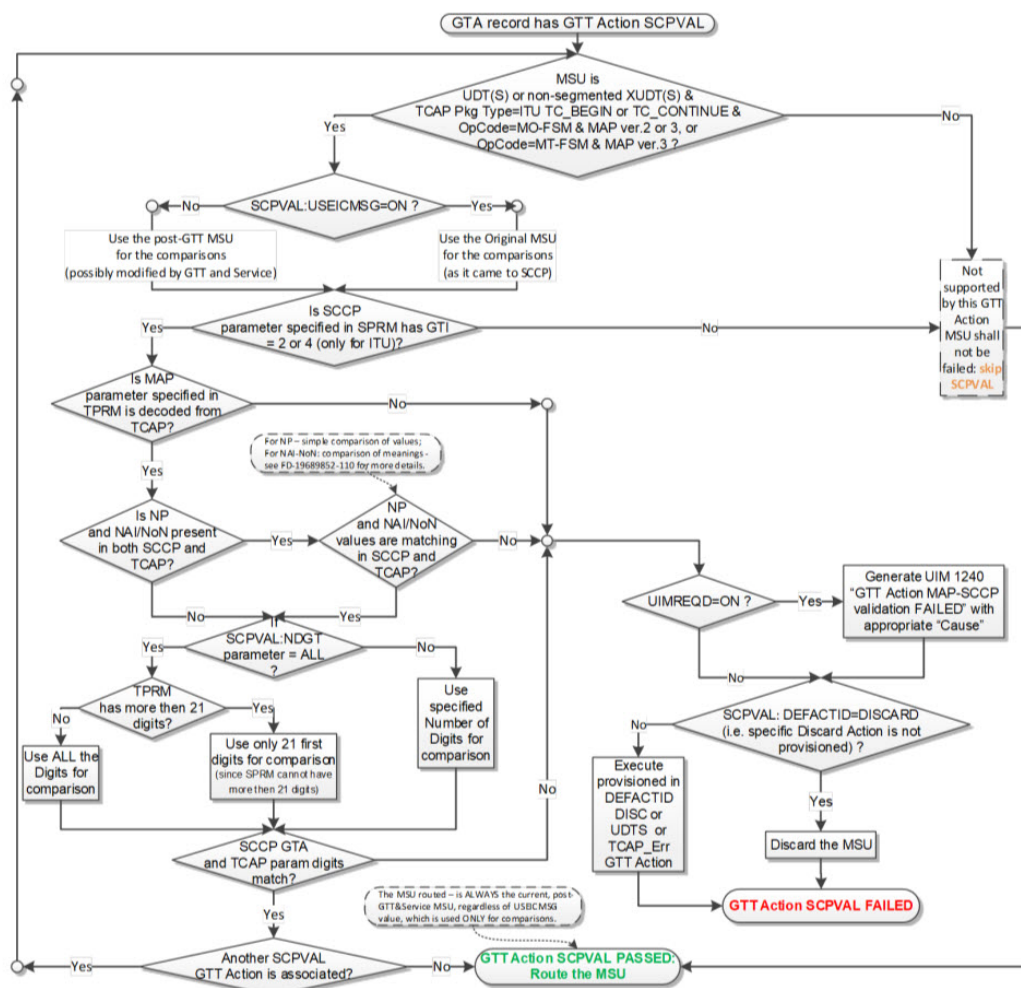 GTA record has GTT Action SCPVAL
MSU is
UDT(S) or non-segmented XUDT(S) &
TCAP Pkg Type=ITU TC_BEGIN or TC_CONTINUE &
OpCode=MO-FSM & MAP ver.2 or 3, or
OpCode=MT-FSM & MAP ver.3 ?
No
Yes
SCPVAL:USEICMSG=ON ?
No
Yes
Use the post-GTT MSU
for the comparisons
(possibly modified by GTT and Service)
Use the Original MSU
for the comparisons
(as it came to SCCP)
Not
supported
by this GTT
Action
MSU shall
not be
failed: skip
SCPVAL
Is SCCP
parameter specified in SPRM has GTI
= 2 or 4 (only for ITU)?
Yes
No
Is MAP
parameter specified in
TPRM is decoded from
TCAP?
No
Yes
For NP – simple comparison of values;
For NAI-NoN: comparison of meanings -
see FD-19689852-110 for more details.
Is NP
and NAI/NoN present
in both SCCP and
TCAP?
Yes
NP
and NAI/NoN
values are matching
in SCCP and
TCAP?
No
No
Yes
UIMREQD=ON ?
Yes
Generate UIM 1240
“GTT Action MAP-SCCP
validation FAILED” with
appropriate “Cause”
No
If
SCPVAL:NDGT
parameter = ALL
?
Yes
No
TPRM
has more then 21
digits?
No
Yes
Use ALL the
Digits for
comparison
Use only 21 first
digits for comparison
(since SPRM cannot have
more then 21 digits)
Use
specified
Number of
Digits for
comparison
No
SCPVAL: DEFACTID=DISCARD
(i.e. specific Discard Action is not
provisioned) ?
No
Yes
Execute
provisioned in
DEFACTID
DISC or
UDTS or
TCAP_Err
GTT Action
Discard the MSU
GTT Action SCPVAL FAILED
SCCP GTA
and TCAP param digits
match?
Yes
The MSU routed – is ALWAYS the current, post-
GTT&Service MSU, regardless of USBCMSG
value, which is used ONLY for comparisons.
Another SCPVAL
GTT Action is associated?
Yes
No
GTT Action SCPVAL PASSED:
Route the MSU